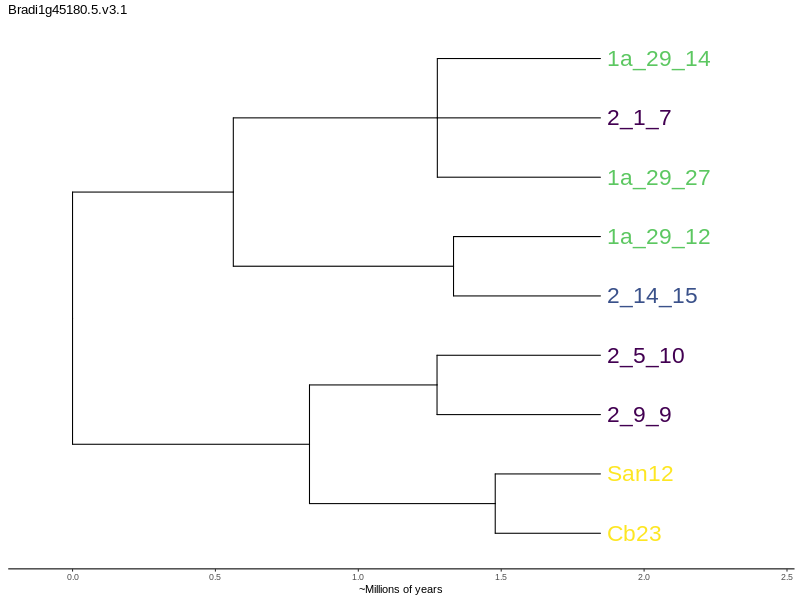 Bradi1g45180.5.v3.1
1a_29_14
2_1_7
1a_29_27
1a_29_12
2_14_15
2_5_10
2_9_9
San12
Cb23
0.0 0.5 1.0 1.5 2.0 2.5
~Millions of years